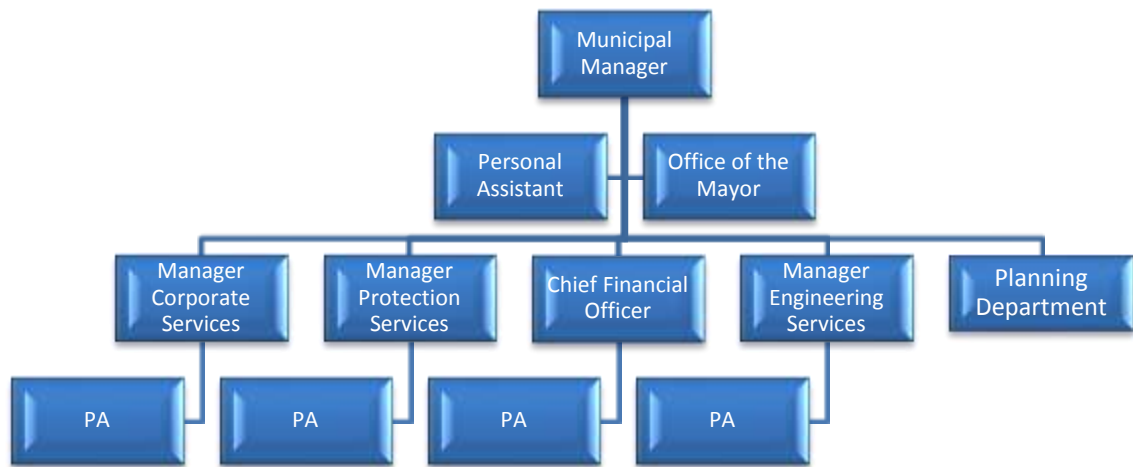 Municipal
Manager
Personal
Assistant
Office of the
Mayor
Manager
Corporate
Services
Manager
Protection
Services
Chief Financial
Officer
Manager
Engineering
Services
Planning
Department
PA
PA
PA
PA